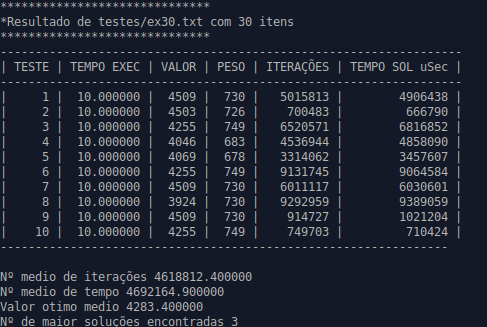 ******************************
*Resultado de testes/ex30.txt com 30 itens
******************************
------------------------------------------------------------------
| TESTE | TEMPO EXEC | VALOR | PESO | ITERAÇÕES | TEMPO SOL uSec |
------------------------------------------------------------------
| 1 | 10.000000 | 4509 | 730 | 5015813 | 4906438 |
| 2 | 10.000000 | 4503 | 726 | 700483 | 666790 |
| 3 | 10.000000 | 4255 | 749 | 6520571 | 6816852 |
| 4 | 10.000000 | 4046 | 683 | 4536944 | 4858090 |
| 5 | 10.000000 | 4069 | 678 | 3314062 | 3457607 |
| 6 | 10.000000 | 4255 | 749 | 9131745 | 9064584 |
| 7 | 10.000000 | 4509 | 730 | 6011117 | 6030601 |
| 8 | 10.000000 | 3924 | 730 | 9292959 | 9389059 |
| 9 | 10.000000 | 4509 | 730 | 914727 | 1021204 |
| 10 | 10.000000 | 4255 | 749 | 749703 | 710424 |
----------------------------------------------------------------
Nº medio de iterações 4618812.400000
Nº medio de tempo 4692164.900000
Valor otimo medio 4283.400000
Nº de maior soluções encontradas 3